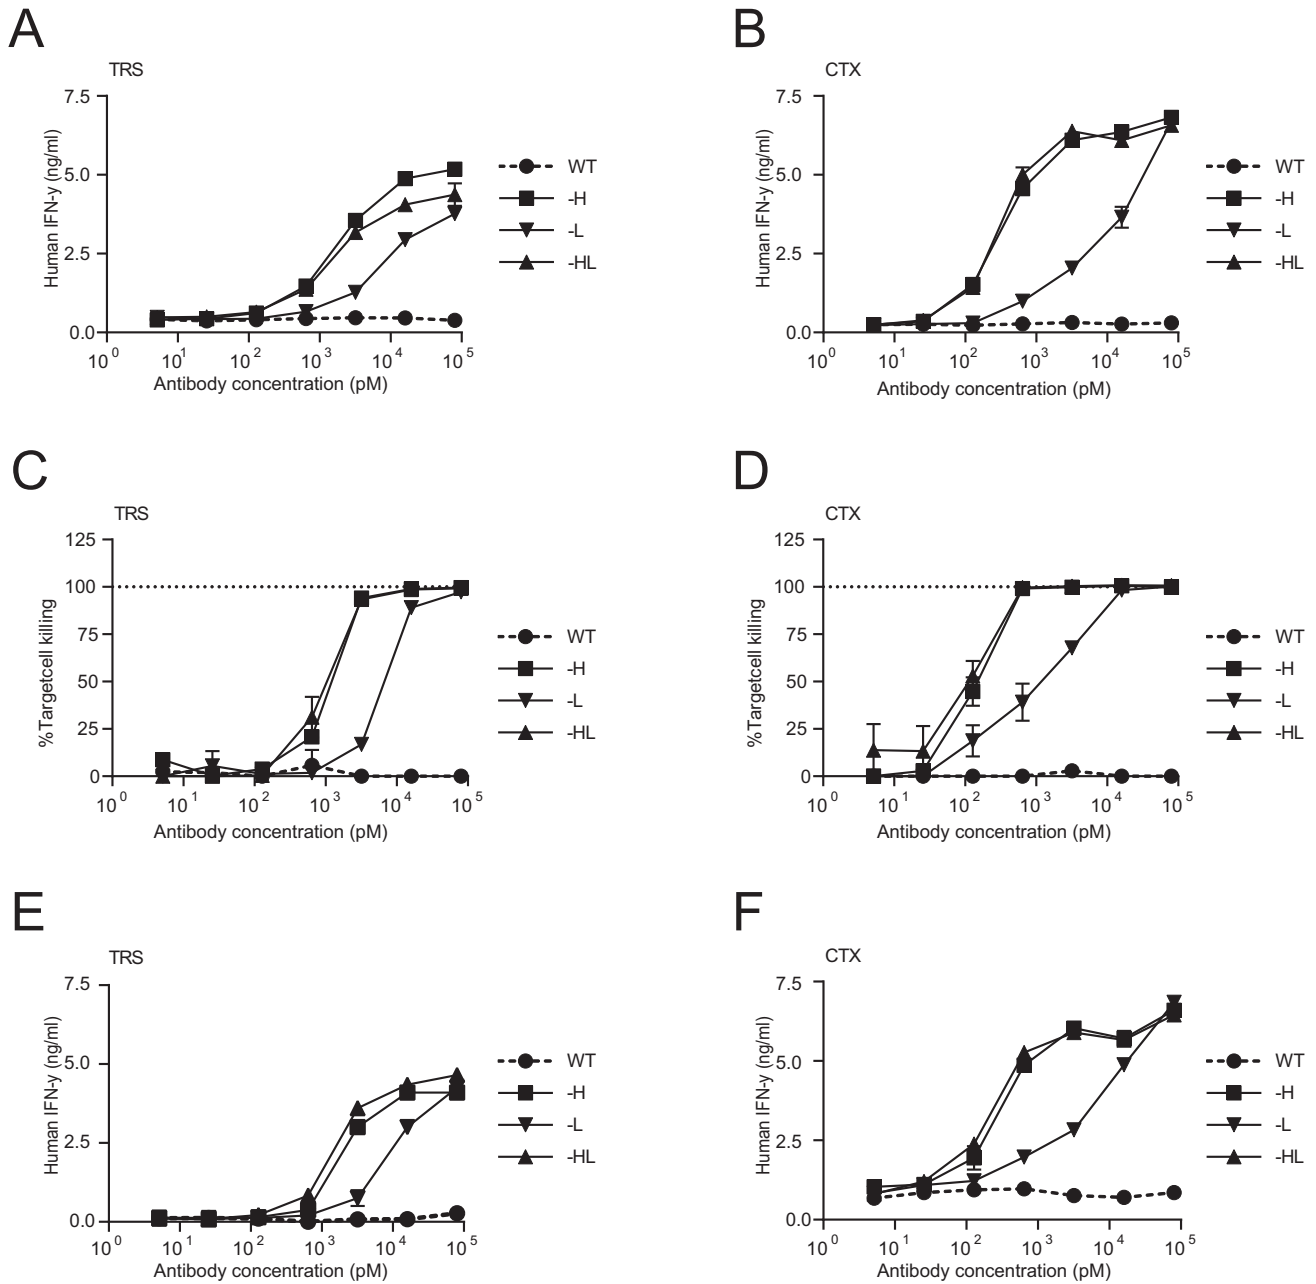 A
TRS
7.5
5.0
2.5
0.0
Human IFN-y (ng/ml)
10^0 10^1 10^2 10^3 10^4 10^5
Antibody concentration (pM)
WT
-H
-L
-HL
B
CTX
7.5
5.0
2.5
0.0
Human IFN-y (ng/ml)
10^0 10^1 10^2 10^3 10^4 10^5
Antibody concentration (pM)
WT
-H
-L
-HL
C
TRS
125
100
75
50
25
0
%Targetcell killing
10^0 10^1 10^2 10^3 10^4 10^5
Antibody concentration (pM)
WT
-H
-L
-HL
D
CTX
125
100
75
50
25
0
%Targetcell killing
10^0 10^1 10^2 10^3 10^4 10^5
Antibody concentration (pM)
WT
-H
-L
-HL
E
TRS
7.5
5.0
2.5
0.0
Human IFN-y (ng/ml)
10^0 10^1 10^2 10^3 10^4 10^5
Antibody concentration (pM)
WT
-H
-L
-HL
F
CTX
7.5
5.0
2.5
0.0
Human IFN-y (ng/ml)
10^0 10^1 10^2 10^3 10^4 10^5
Antibody concentration (pM)
WT
-H
-L
-HL